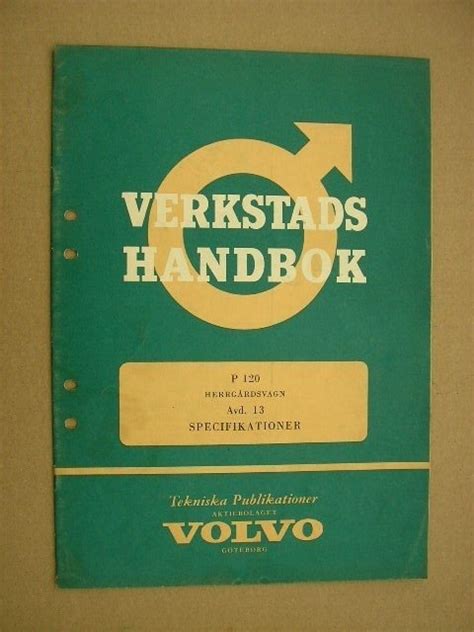 VERKSTADS
HANDBOK
P 120
HERRGÅRDSVAGN
Avd. 13
SPECIFIKATIONER
Tekniska Publikationer
AKTIEBOLAGET
VOLVO
GÖTEBORG